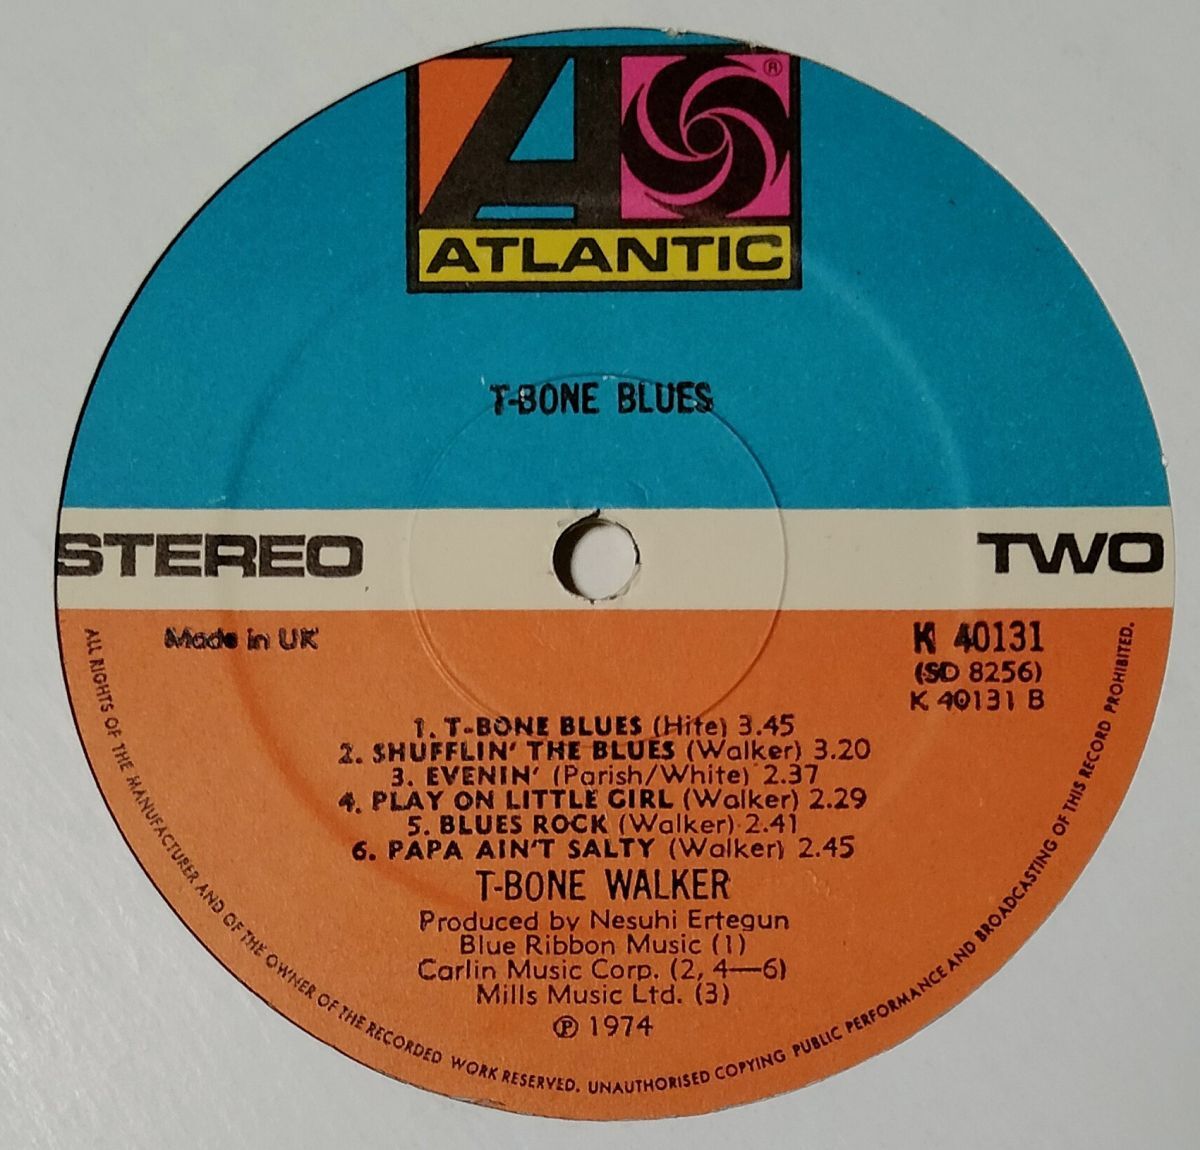 ATLANTIC
®
T-BONE BLUES
STEREO
TWO
Made in UK
K 40131
(SD 8256)
K 40131 B
1. T-BONE BLUES (Hite) 3.45
2. SHUFFLIN' THE BLUES (Walker) 3.20
3. EVENIN' (Parish/White) 2.37
4. PLAY ON LITTLE GIRL (Walker) 2.29
5. BLUES ROCK (Walker) 2.41
6. PAPA AIN'T SALTY (Walker) 2.45
T-BONE WALKER
Produced by Nesuhi Ertegun
Blue Ribbon Music (1)
Carlin Music Corp. (2, 4—6)
Mills Music Ltd. (3)
℗ 1974
ALL RIGHTS OF THE MANUFACTURER AND OF THE OWNER OF THE RECORDED WORK RESERVED. UNAUTHORISED COPYING PUBLIC PERFORMANCE AND BROADCASTING OF THIS RECORD PROHIBITED.